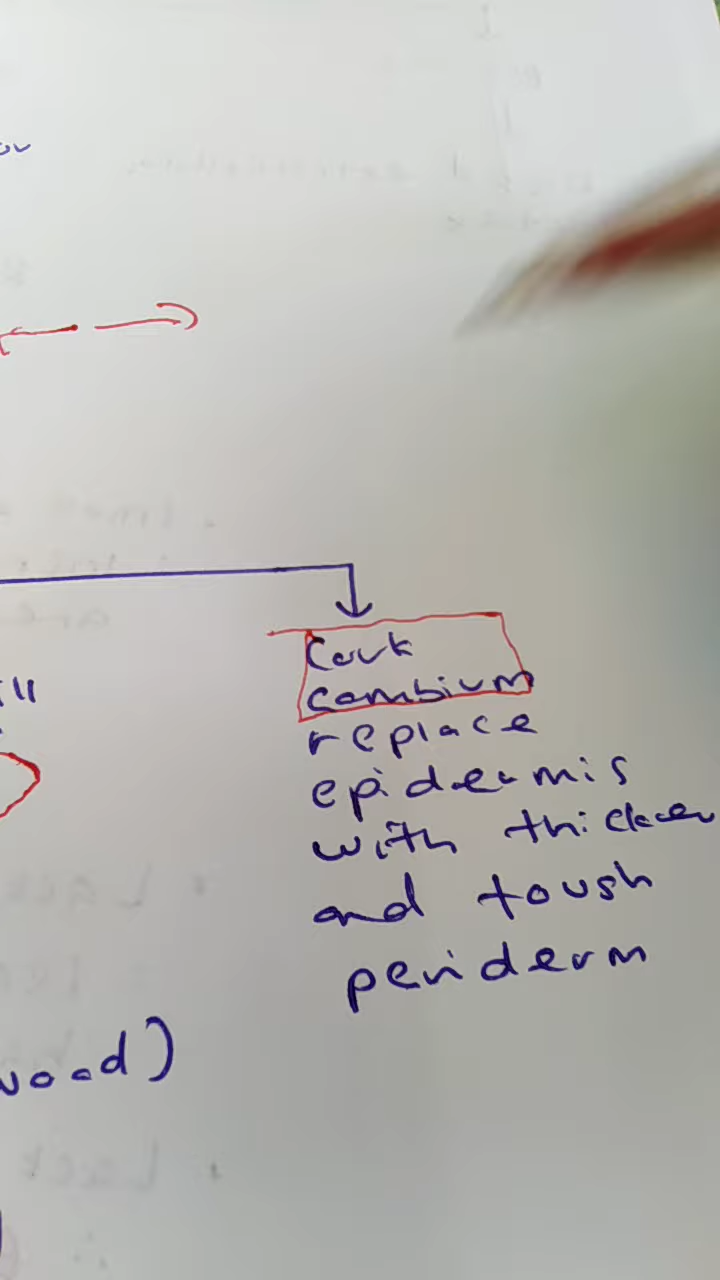 Cork
cambium
replace
epidermis
with thicker
and tough
periderm
wood)